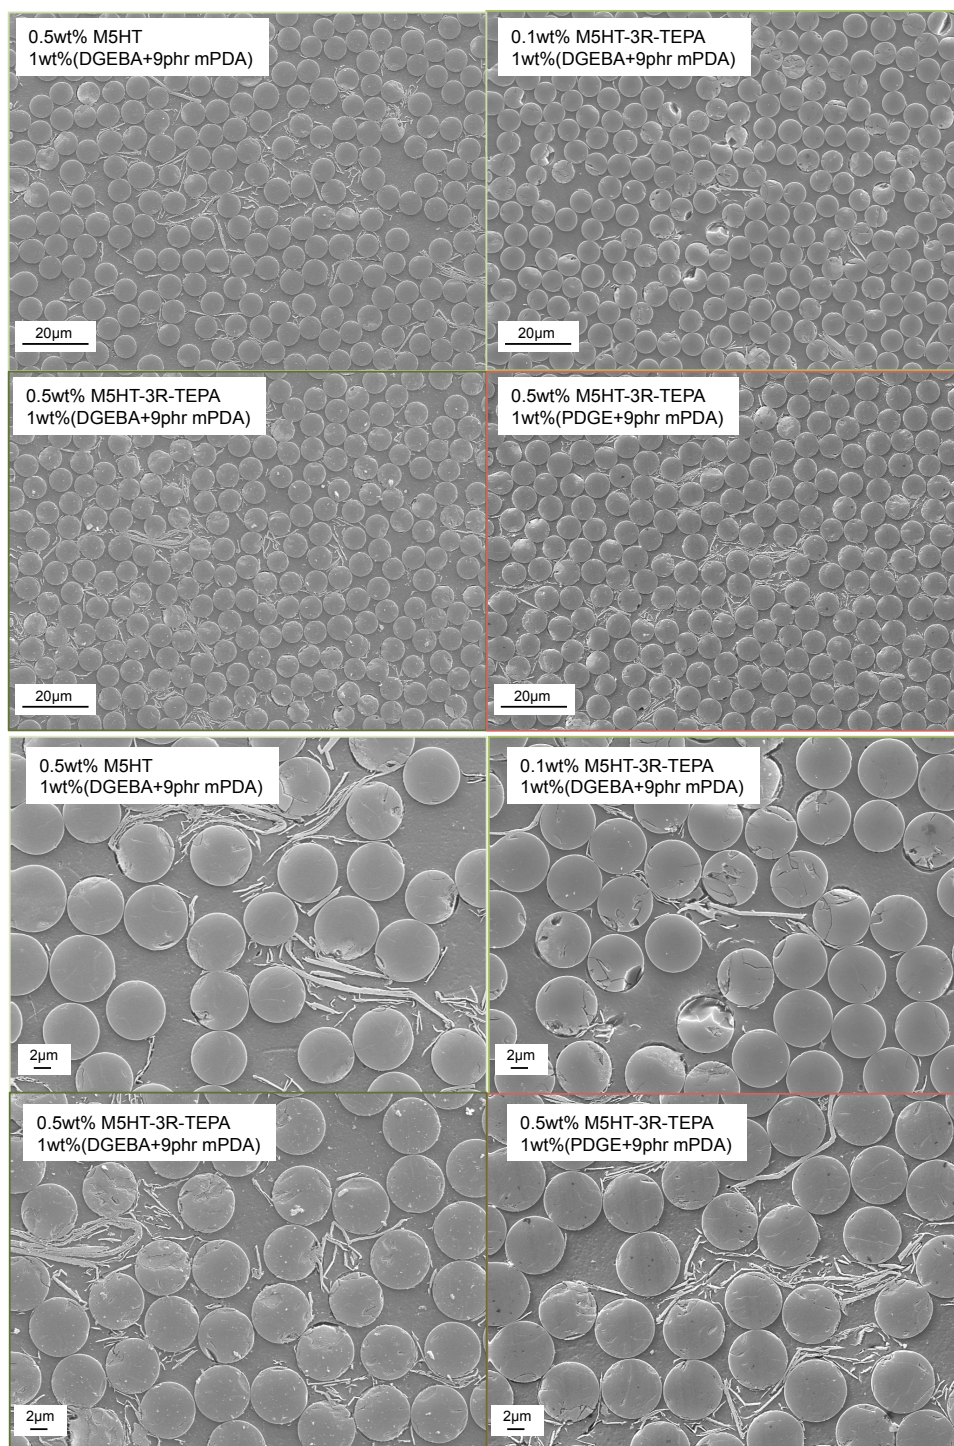 0.5wt% M5HT
1wt%(DGEBA+9phr mPDA)
20µm
0.1wt% M5HT-3R-TEPA
1wt%(DGEBA+9phr mPDA)
20µm
0.5wt% M5HT-3R-TEPA
1wt%(DGEBA+9phr mPDA)
20µm
0.5wt% M5HT-3R-TEPA
1wt%(PDGE+9phr mPDA)
20µm
0.5wt% M5HT
1wt%(DGEBA+9phr mPDA)
2µm
0.1wt% M5HT-3R-TEPA
1wt%(DGEBA+9phr mPDA)
2µm
0.5wt% M5HT-3R-TEPA
1wt%(DGEBA+9phr mPDA)
2µm
0.5wt% M5HT-3R-TEPA
1wt%(PDGE+9phr mPDA)
2µm